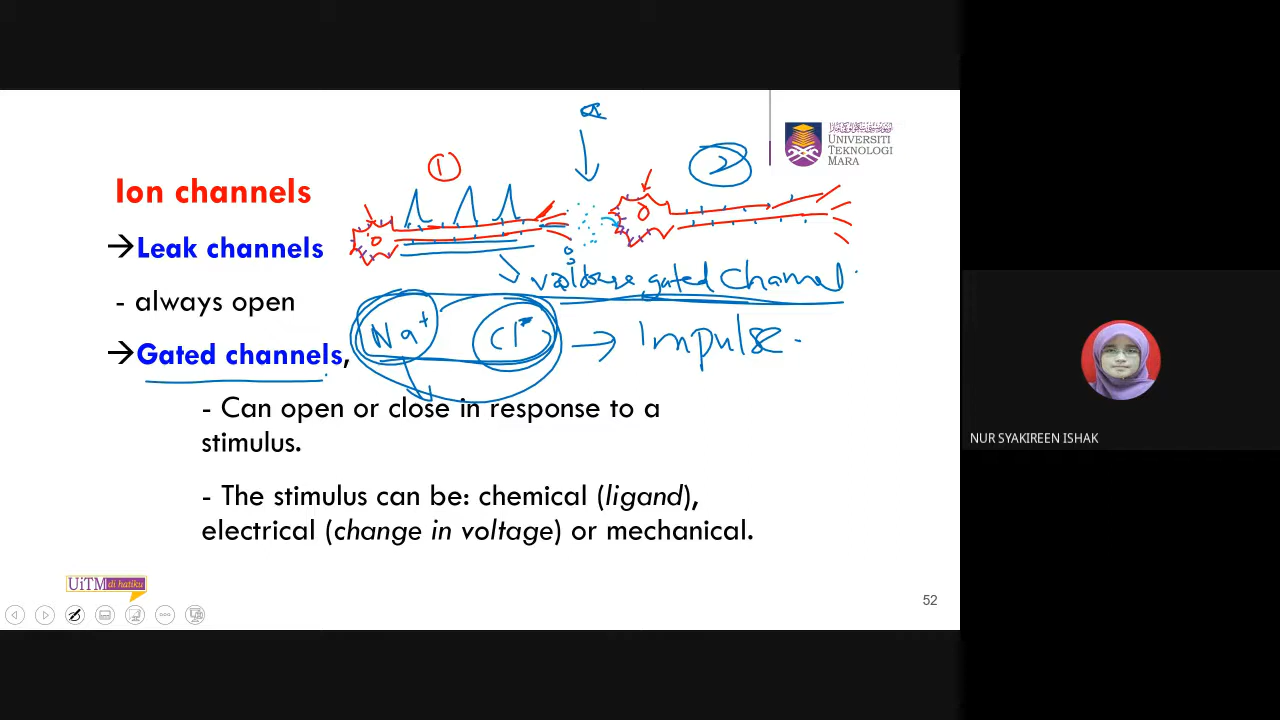 ①
②
UNIVERSITI
TEKNOLOGI
MARA
Ion channels
→Leak channels
- always open
→Gated channels,
gated Channel
Na+ Cl- → Impulse.
- Can open or close in response to a
stimulus.
- The stimulus can be: chemical (ligand),
electrical (change in voltage) or mechanical.
UiTM di hatiku
52
NUR SYAKIREEN ISHAK